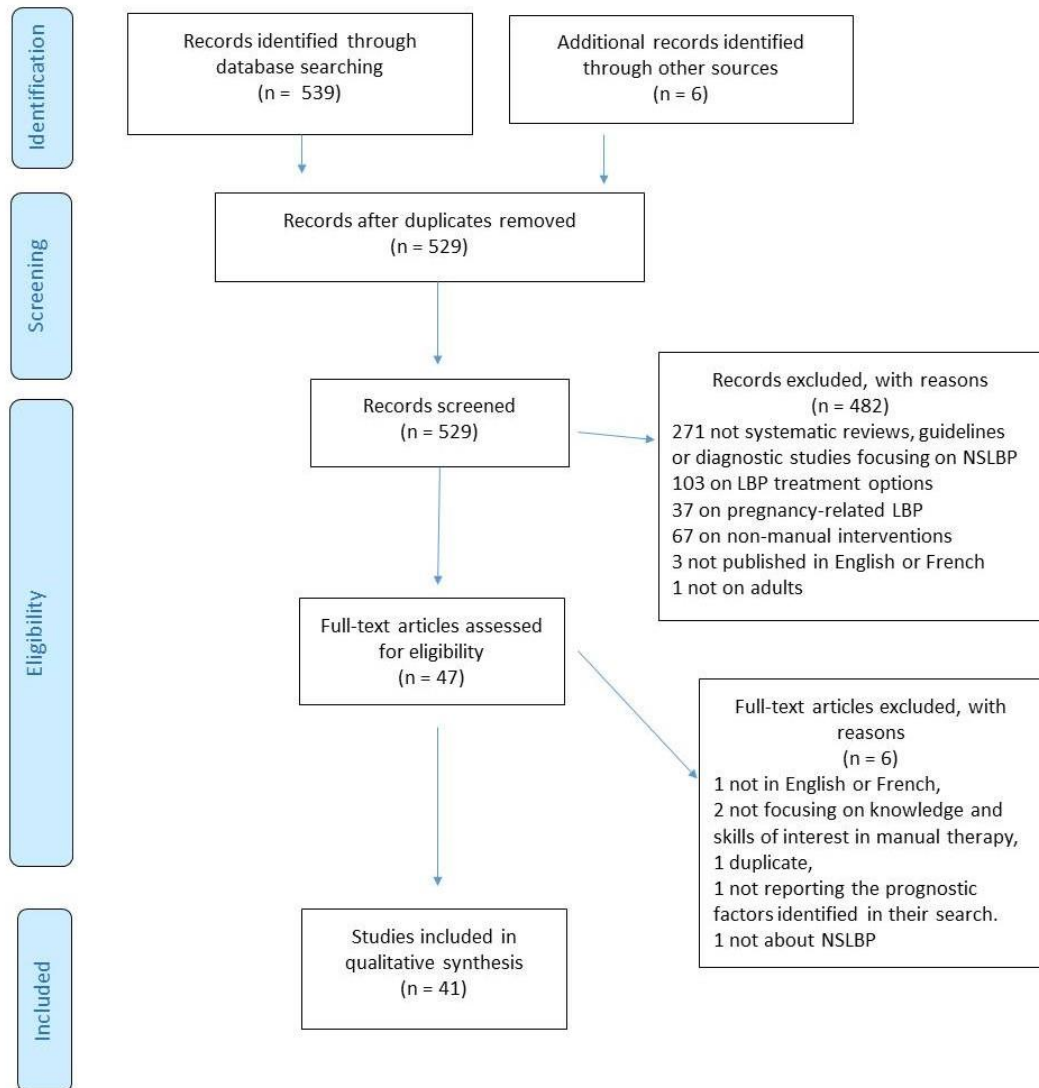 Identification
Records identified through
database searching
(n = 539)
Additional records identified
through other sources
(n = 6)
Screening
Records after duplicates removed
(n = 529)
Records screened
(n = 529)
Records excluded, with reasons
(n = 482)
271 not systematic reviews, guidelines
or diagnostic studies focusing on NSLBP
103 on LBP treatment options
37 on pregnancy-related LBP
67 on non-manual interventions
3 not published in English or French
1 not on adults
Eligibility
Full-text articles assessed
for eligibility
(n = 47)
Full-text articles excluded, with
reasons
(n = 6)
1 not in English or French,
2 not focusing on knowledge and
skills of interest in manual therapy,
1 duplicate,
1 not reporting the prognostic
factors identified in their search.
1 not about NSLBP
Included
Studies included in
qualitative synthesis
(n = 41)